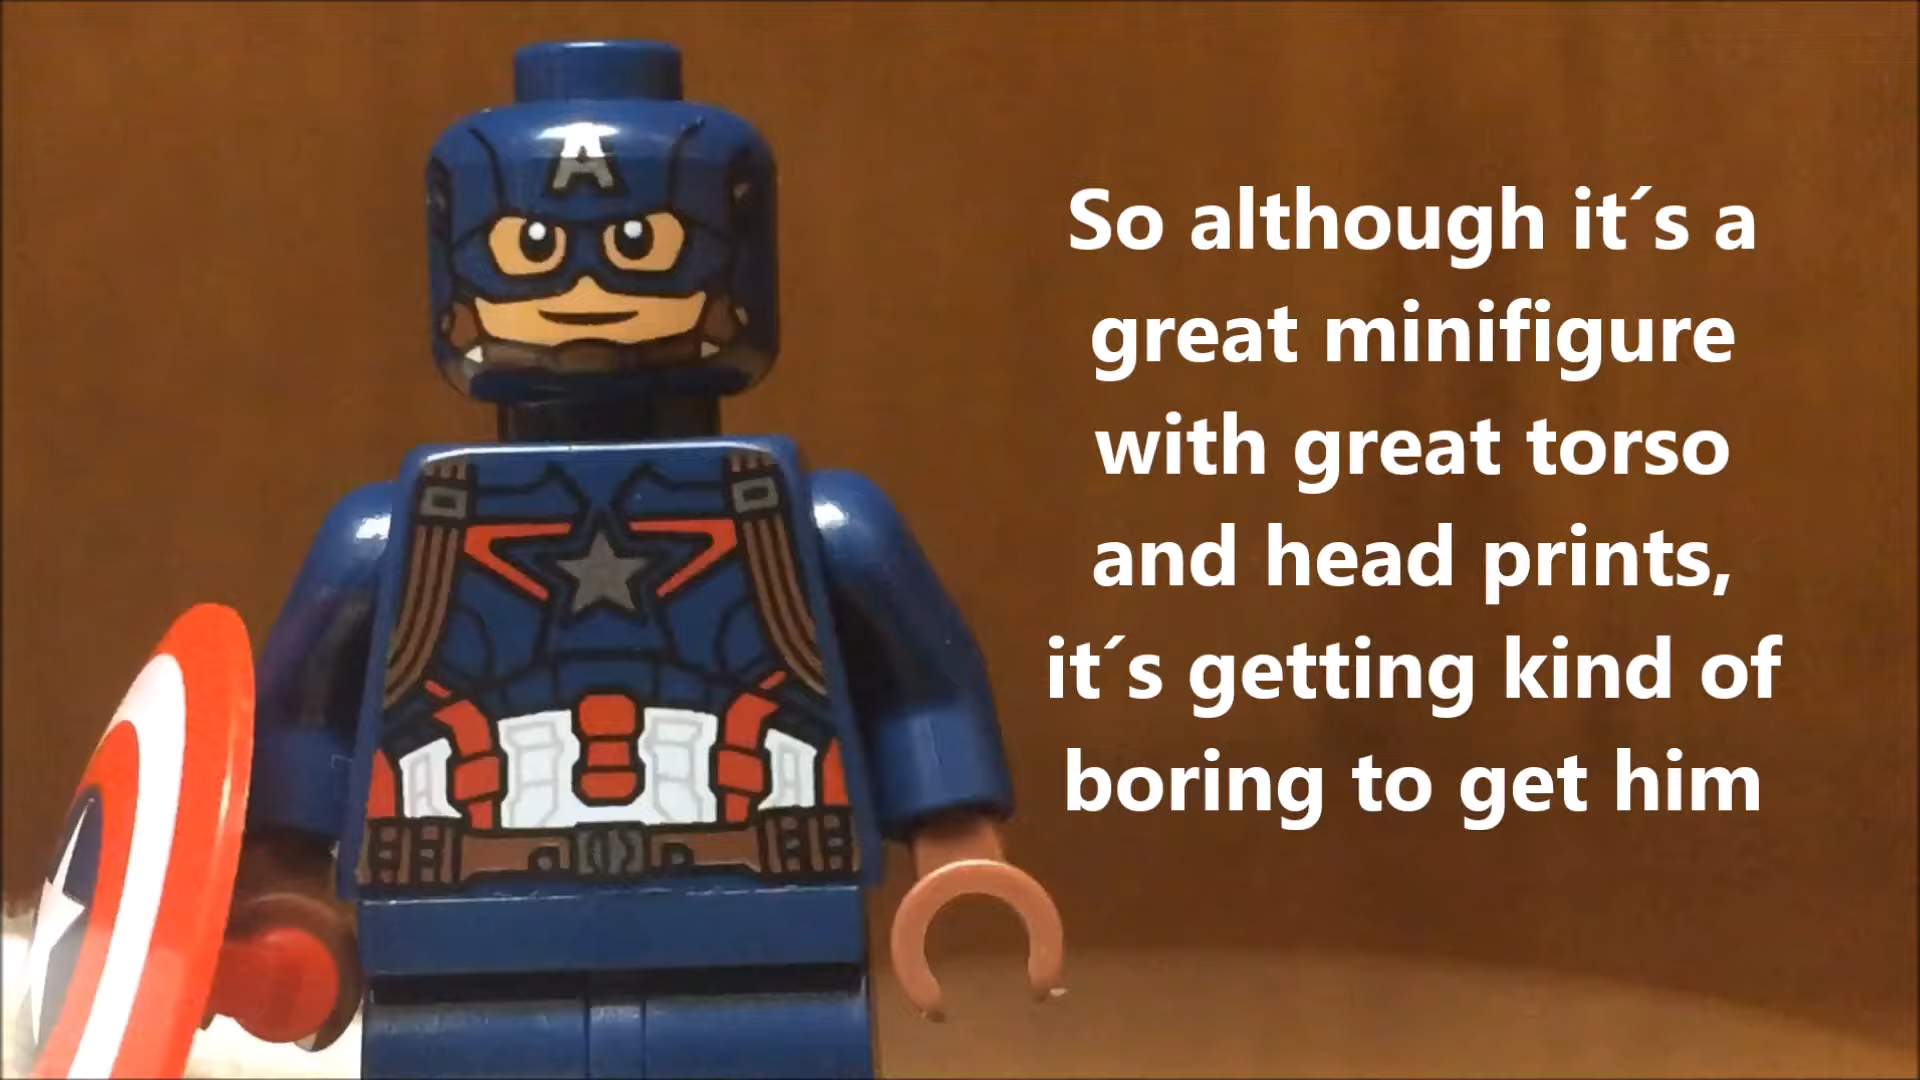 A
So although it´s a
great minifigure
with great torso
and head prints,
it´s getting kind of
boring to get him